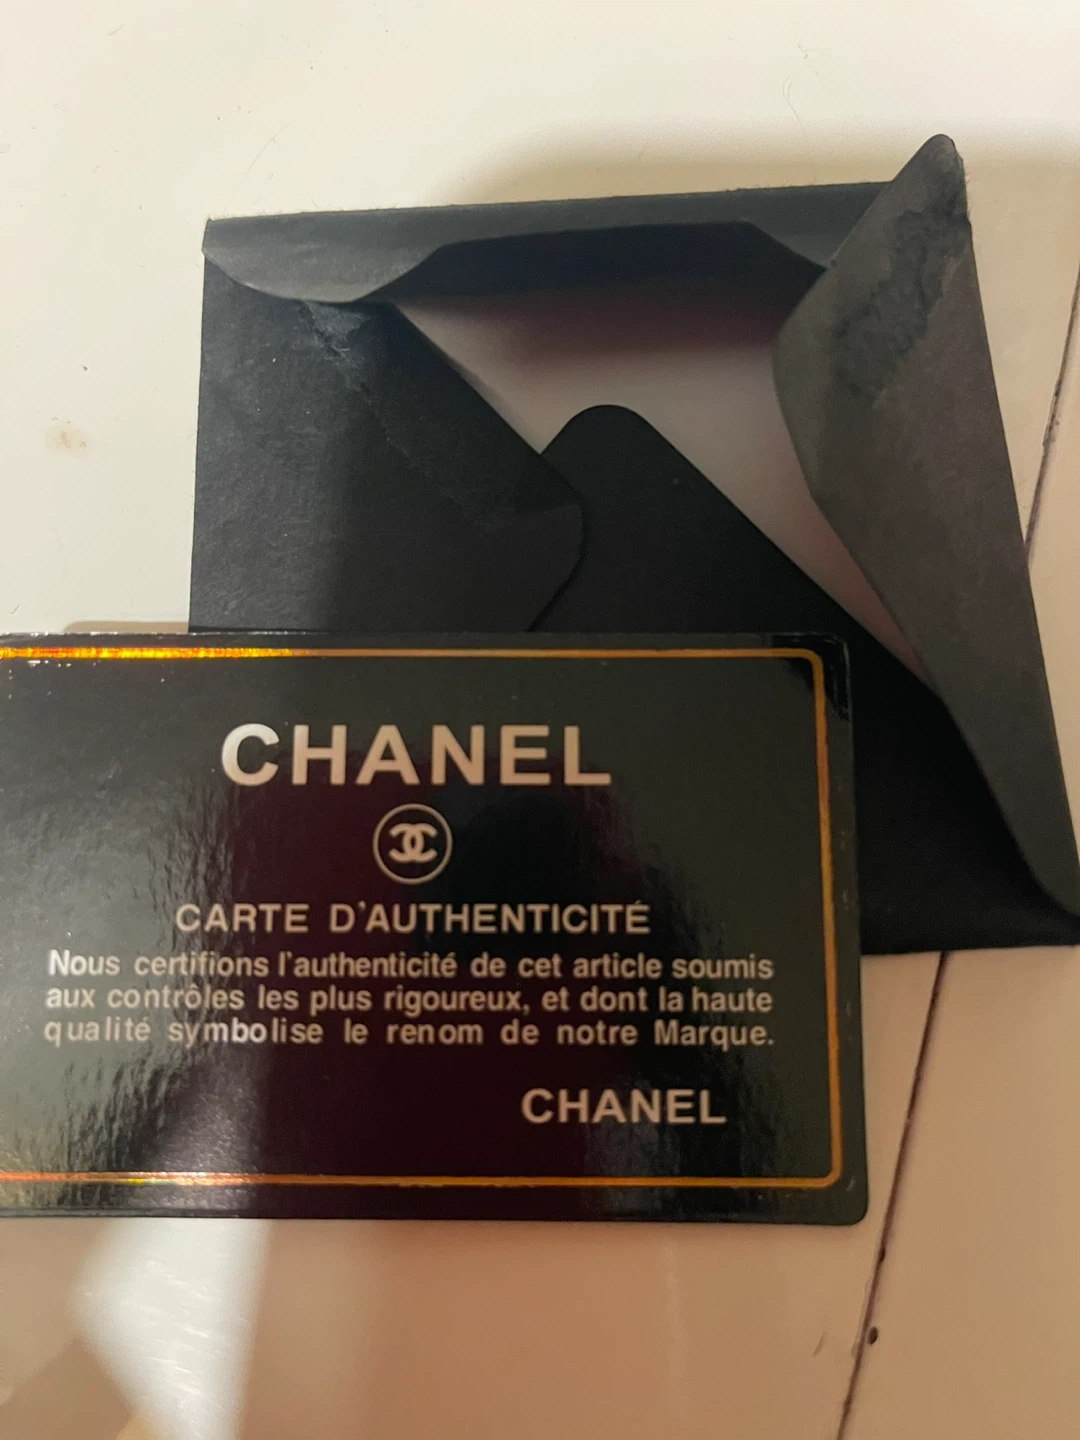 CHANEL
CARTE D'AUTHENTICITÉ
Nous certifions l'authenticité de cet article soumis
aux contrôles les plus rigoureux, et dont la haute
qualité symbolise le renom de notre Marque.
CHANEL